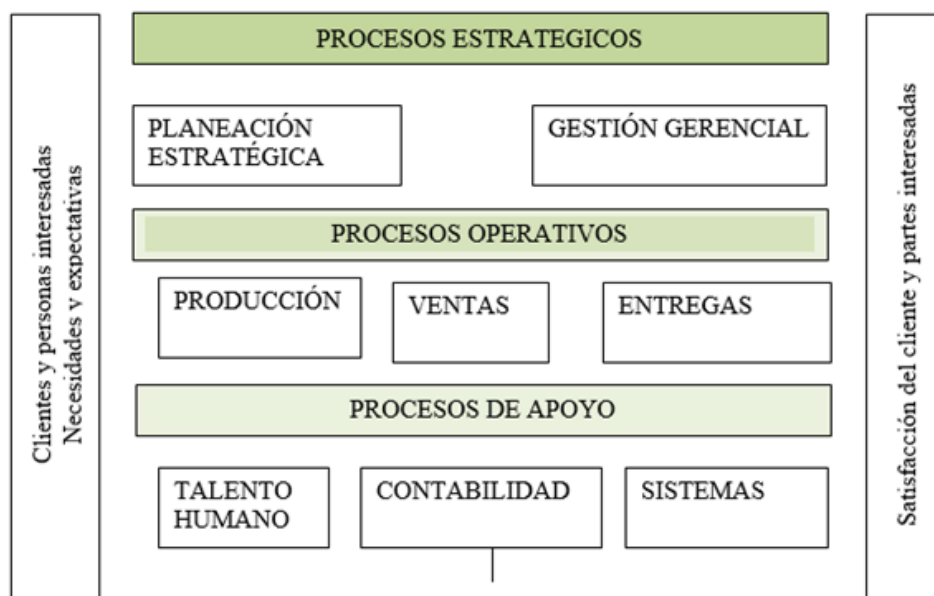 PROCESOS ESTRATEGICOS
PLANEACIÓN
ESTRATÉGICA
GESTIÓN GERENCIAL
PROCESOS OPERATIVOS
PRODUCCIÓN
VENTAS
ENTREGAS
PROCESOS DE APOYO
TALENTO
HUMANO
CONTABILIDAD
SISTEMAS
Clientes y personas interesadas
Necesidades y expectativas
Satisfacción del cliente y partes interesadas